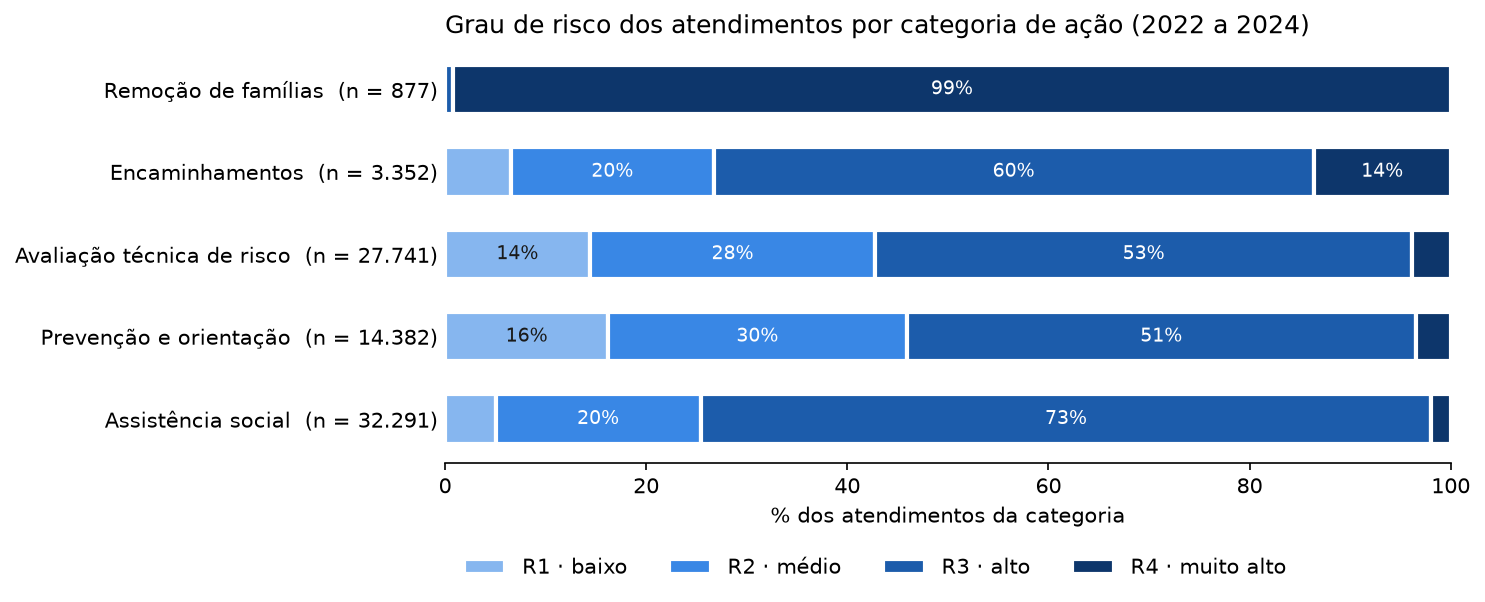 Grau de risco dos atendimentos por categoria de ação (2022 a 2024)
Remoção de famílias (n = 877)
99%
Encaminhamentos (n = 3.352)
20% 60% 14%
Avaliação técnica de risco (n = 27.741)
14% 28% 53%
Prevenção e orientação (n = 14.382)
16% 30% 51%
Assistência social (n = 32.291)
20% 73%
0 20 40 60 80 100
% dos atendimentos da categoria
R1 · baixo R2 · médio R3 · alto R4 · muito alto